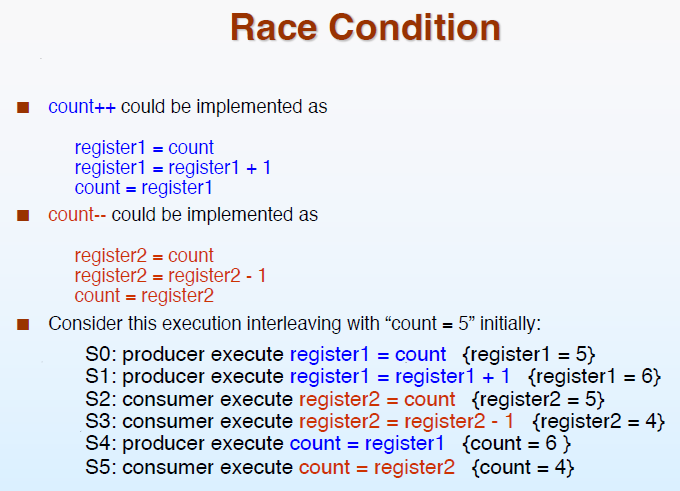 Race Condition
count++ could be implemented as
register1 = count
register1 = register1 + 1
count = register1
count-- could be implemented as
register2 = count
register2 = register2 - 1
count = register2
Consider this execution interleaving with “count = 5” initially:
S0: producer execute register1 = count {register1 = 5}
S1: producer execute register1 = register1 + 1 {register1 = 6}
S2: consumer execute register2 = count {register2 = 5}
S3: consumer execute register2 = register2 - 1 {register2 = 4}
S4: producer execute count = register1 {count = 6 }
S5: consumer execute count = register2 {count = 4}